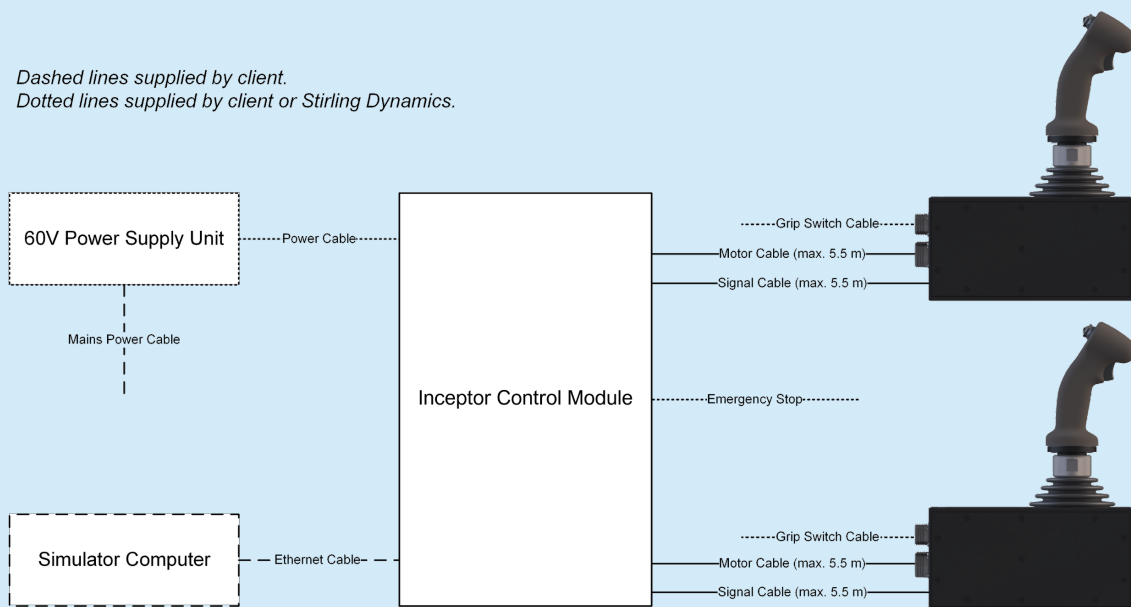 Dashed lines supplied by client.
Dotted lines supplied by client or Stirling Dynamics.
60V Power Supply Unit
Power Cable
Mains Power Cable
Inceptor Control Module
Grip Switch Cable
Motor Cable (max. 5.5 m)
Signal Cable (max. 5.5 m)
Emergency Stop
Simulator Computer
Ethernet Cable
Grip Switch Cable
Motor Cable (max. 5.5 m)
Signal Cable (max. 5.5 m)